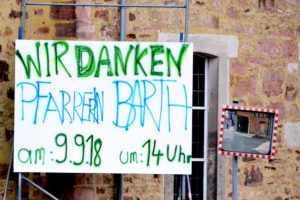 WIR DANKEN
PFARRERIN BARTH
am: 9.9.18 um: 14 Uhr